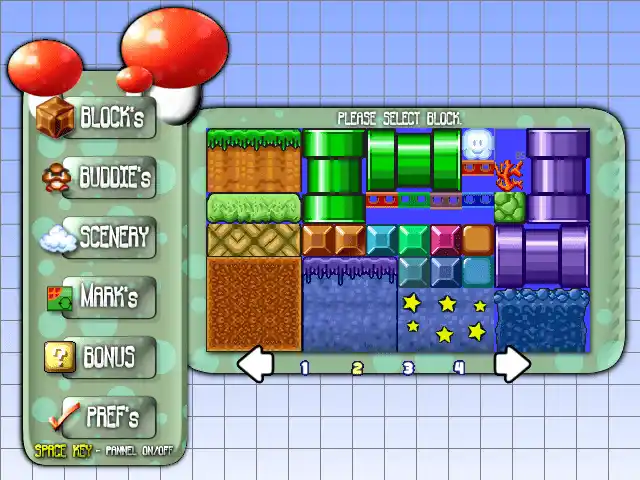 PLEASE SELECT BLOCK.
BLOCK's
BUDDIE's
SCENERY
MARK's
BONUS
PREF's
SPACE KEY - PANNEL ON/OFF
1 2 3 4
?